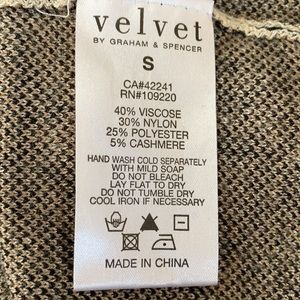 velvet
BY GRAHAM & SPENCER
S
CA#42241
RN#109220
40% VISCOSE
30% NYLON
25% POLYESTER
5% CASHMERE
HAND WASH COLD SEPARATELY
WITH MILD SOAP
DO NOT BLEACH
LAY FLAT TO DRY
DO NOT TUMBLE DRY
COOL IRON IF NECESSARY
MADE IN CHINA